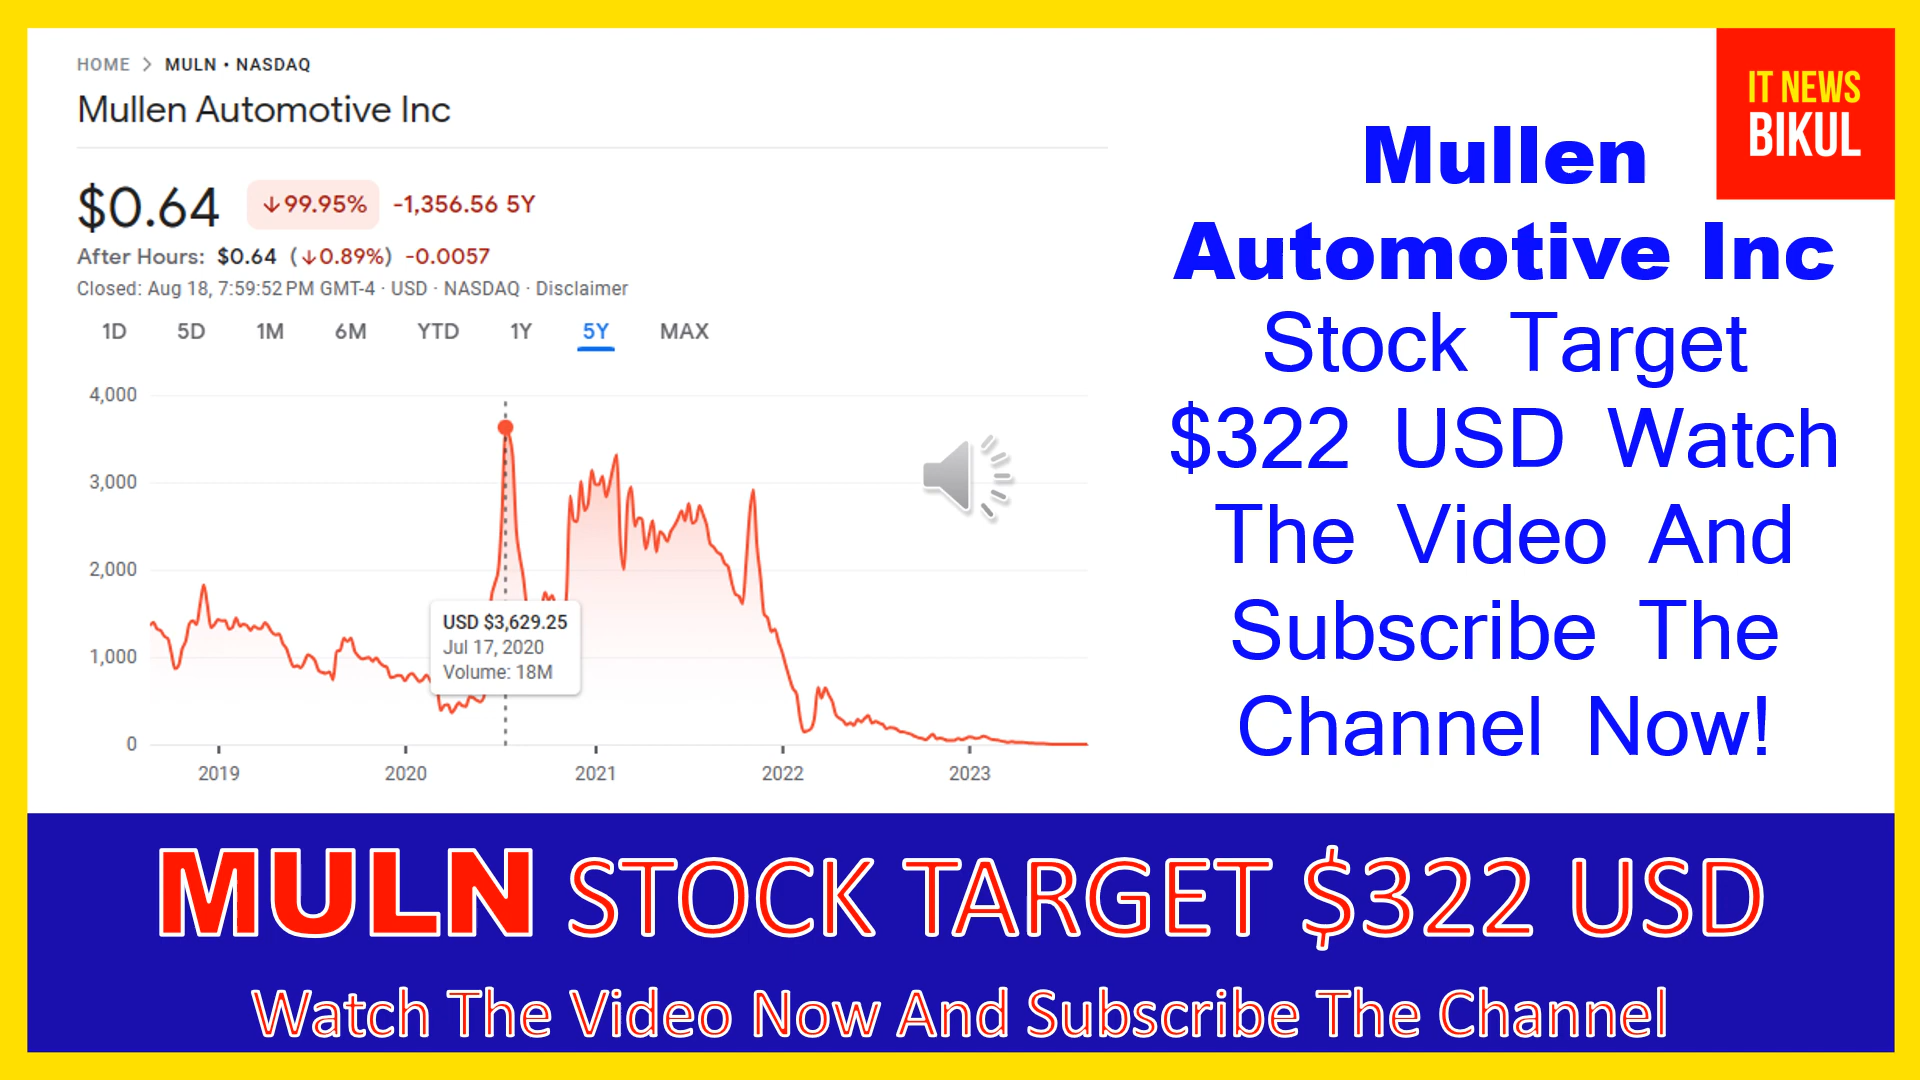 HOME > MULN • NASDAQ
Mullen Automotive Inc
$0.64 ↓99.95% -1,356.56 5Y
After Hours: $0.64 (↓0.89%) -0.0057
Closed: Aug 18, 7:59:52 PM GMT-4 · USD · NASDAQ · Disclaimer
1D 5D 1M 6M YTD 1Y 5Y MAX
4,000
3,000
2,000
1,000
0
USD $3,629.25
Jul 17, 2020
Volume: 18M
2019 2020 2021 2022 2023
IT NEWS
BIKUL
Mullen
Automotive Inc
Stock Target
$322 USD Watch
The Video And
Subscribe The
Channel Now!
MULN STOCK TARGET $322 USD
Watch The Video Now And Subscribe The Channel